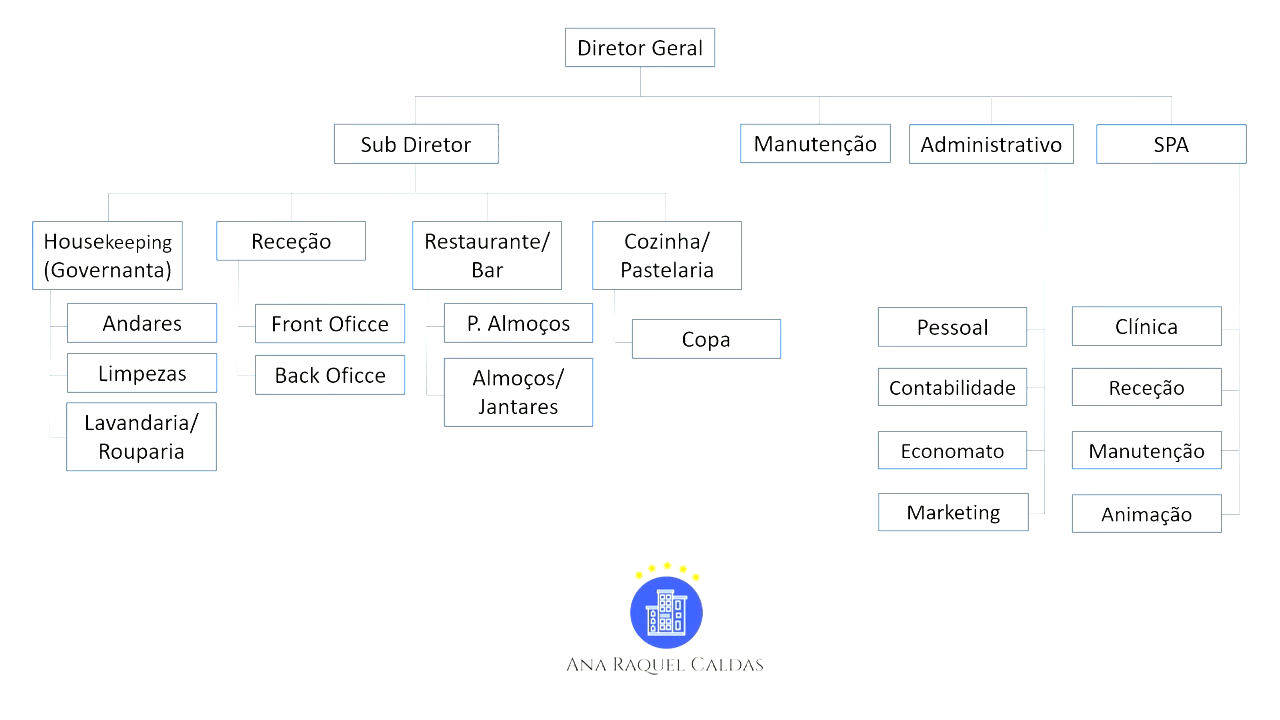 Diretor Geral
Sub Diretor
Manutenção
Administrativo
SPA
Housekeeping
(Governanta)
Receção
Restaurante/
Bar
Cozinha/
Pastelaria
Andares
Limpezas
Lavandaria/
Rouparia
Front Oficce
Back Oficce
P. Almoços
Almoços/
Jantares
Copa
Pessoal
Contabilidade
Economato
Marketing
Clínica
Receção
Manutenção
Animação
ANA RAQUEL CALDAS